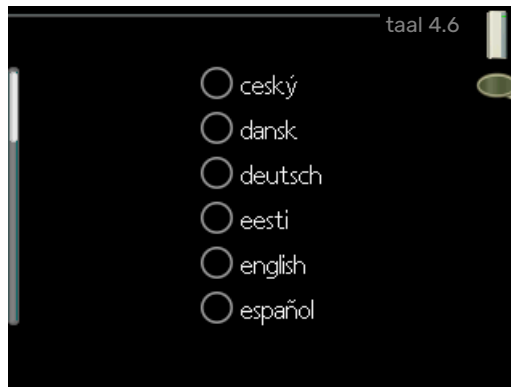 taal 4.6
ceský
dansk
deutsch
eesti
english
español